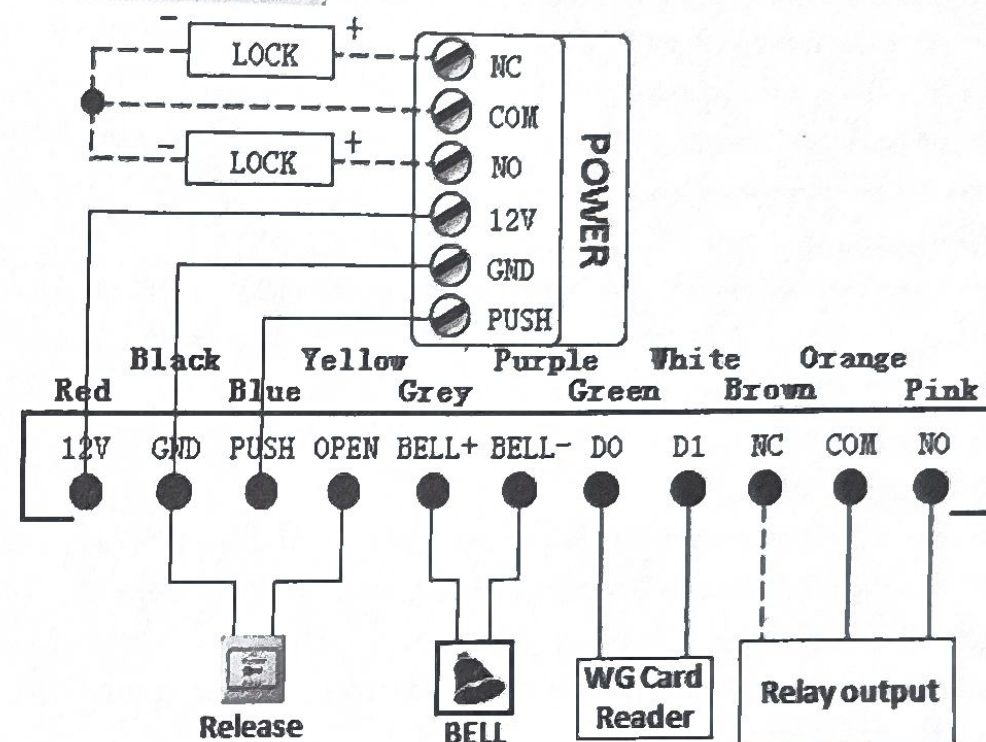 - +
LOCK
NC
COM
- +
LOCK
NO
12V
GND
PUSH
POWER
Black Yellow Purple White Orange
Red Blue Grey Green Brown Pink
12V GND PUSH OPEN BELL+ BELL- D0 D1 NC COM NO
Release
BELL
WG Card
Reader
Relay output